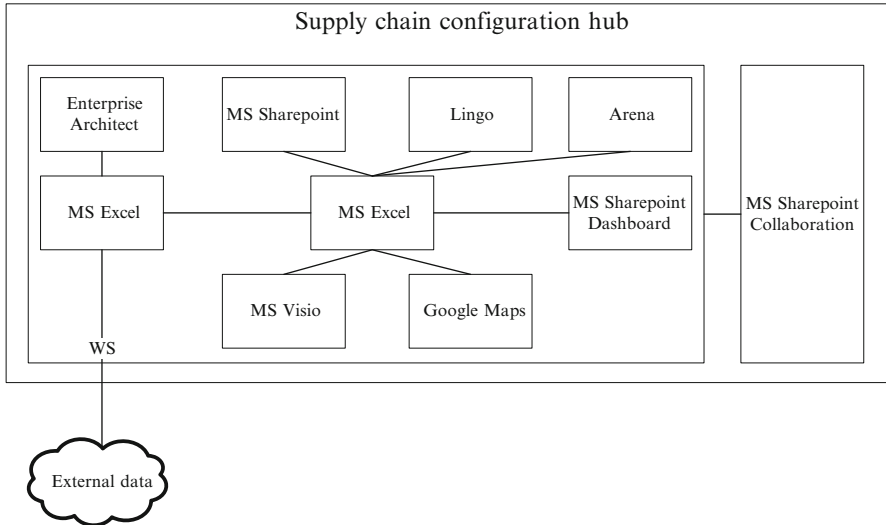 Supply chain configuration hub
Enterprise
Architect
MS Sharepoint
Lingo
Arena
MS Excel
MS Excel
MS Sharepoint
Dashboard
MS Sharepoint
Collaboration
MS Visio
Google Maps
WS
External data